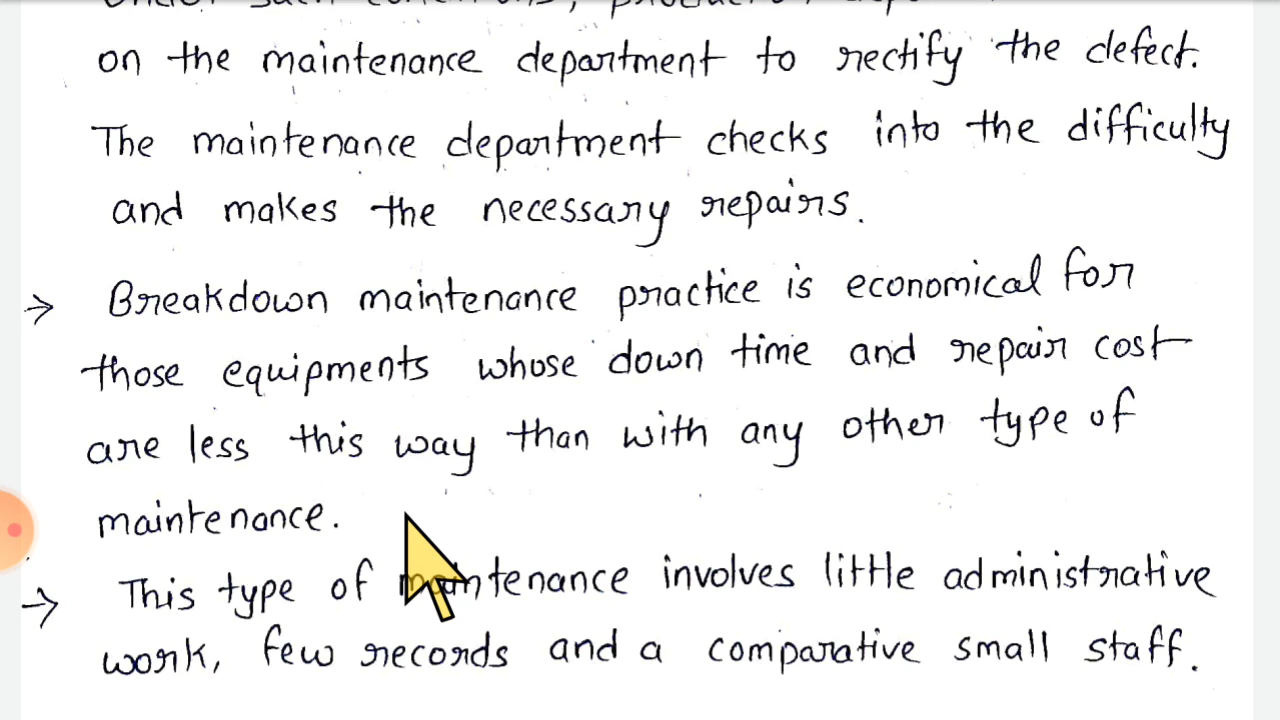 on the maintenance department to rectify the defect.
The maintenance department checks into the difficulty
and makes the necessary repairs.
→ Breakdown maintenance practice is economical for
those equipments whose down time and repair cost
are less this way than with any other type of
maintenance.
→ This type of maintenance involves little administrative
work, few records and a comparative small staff.